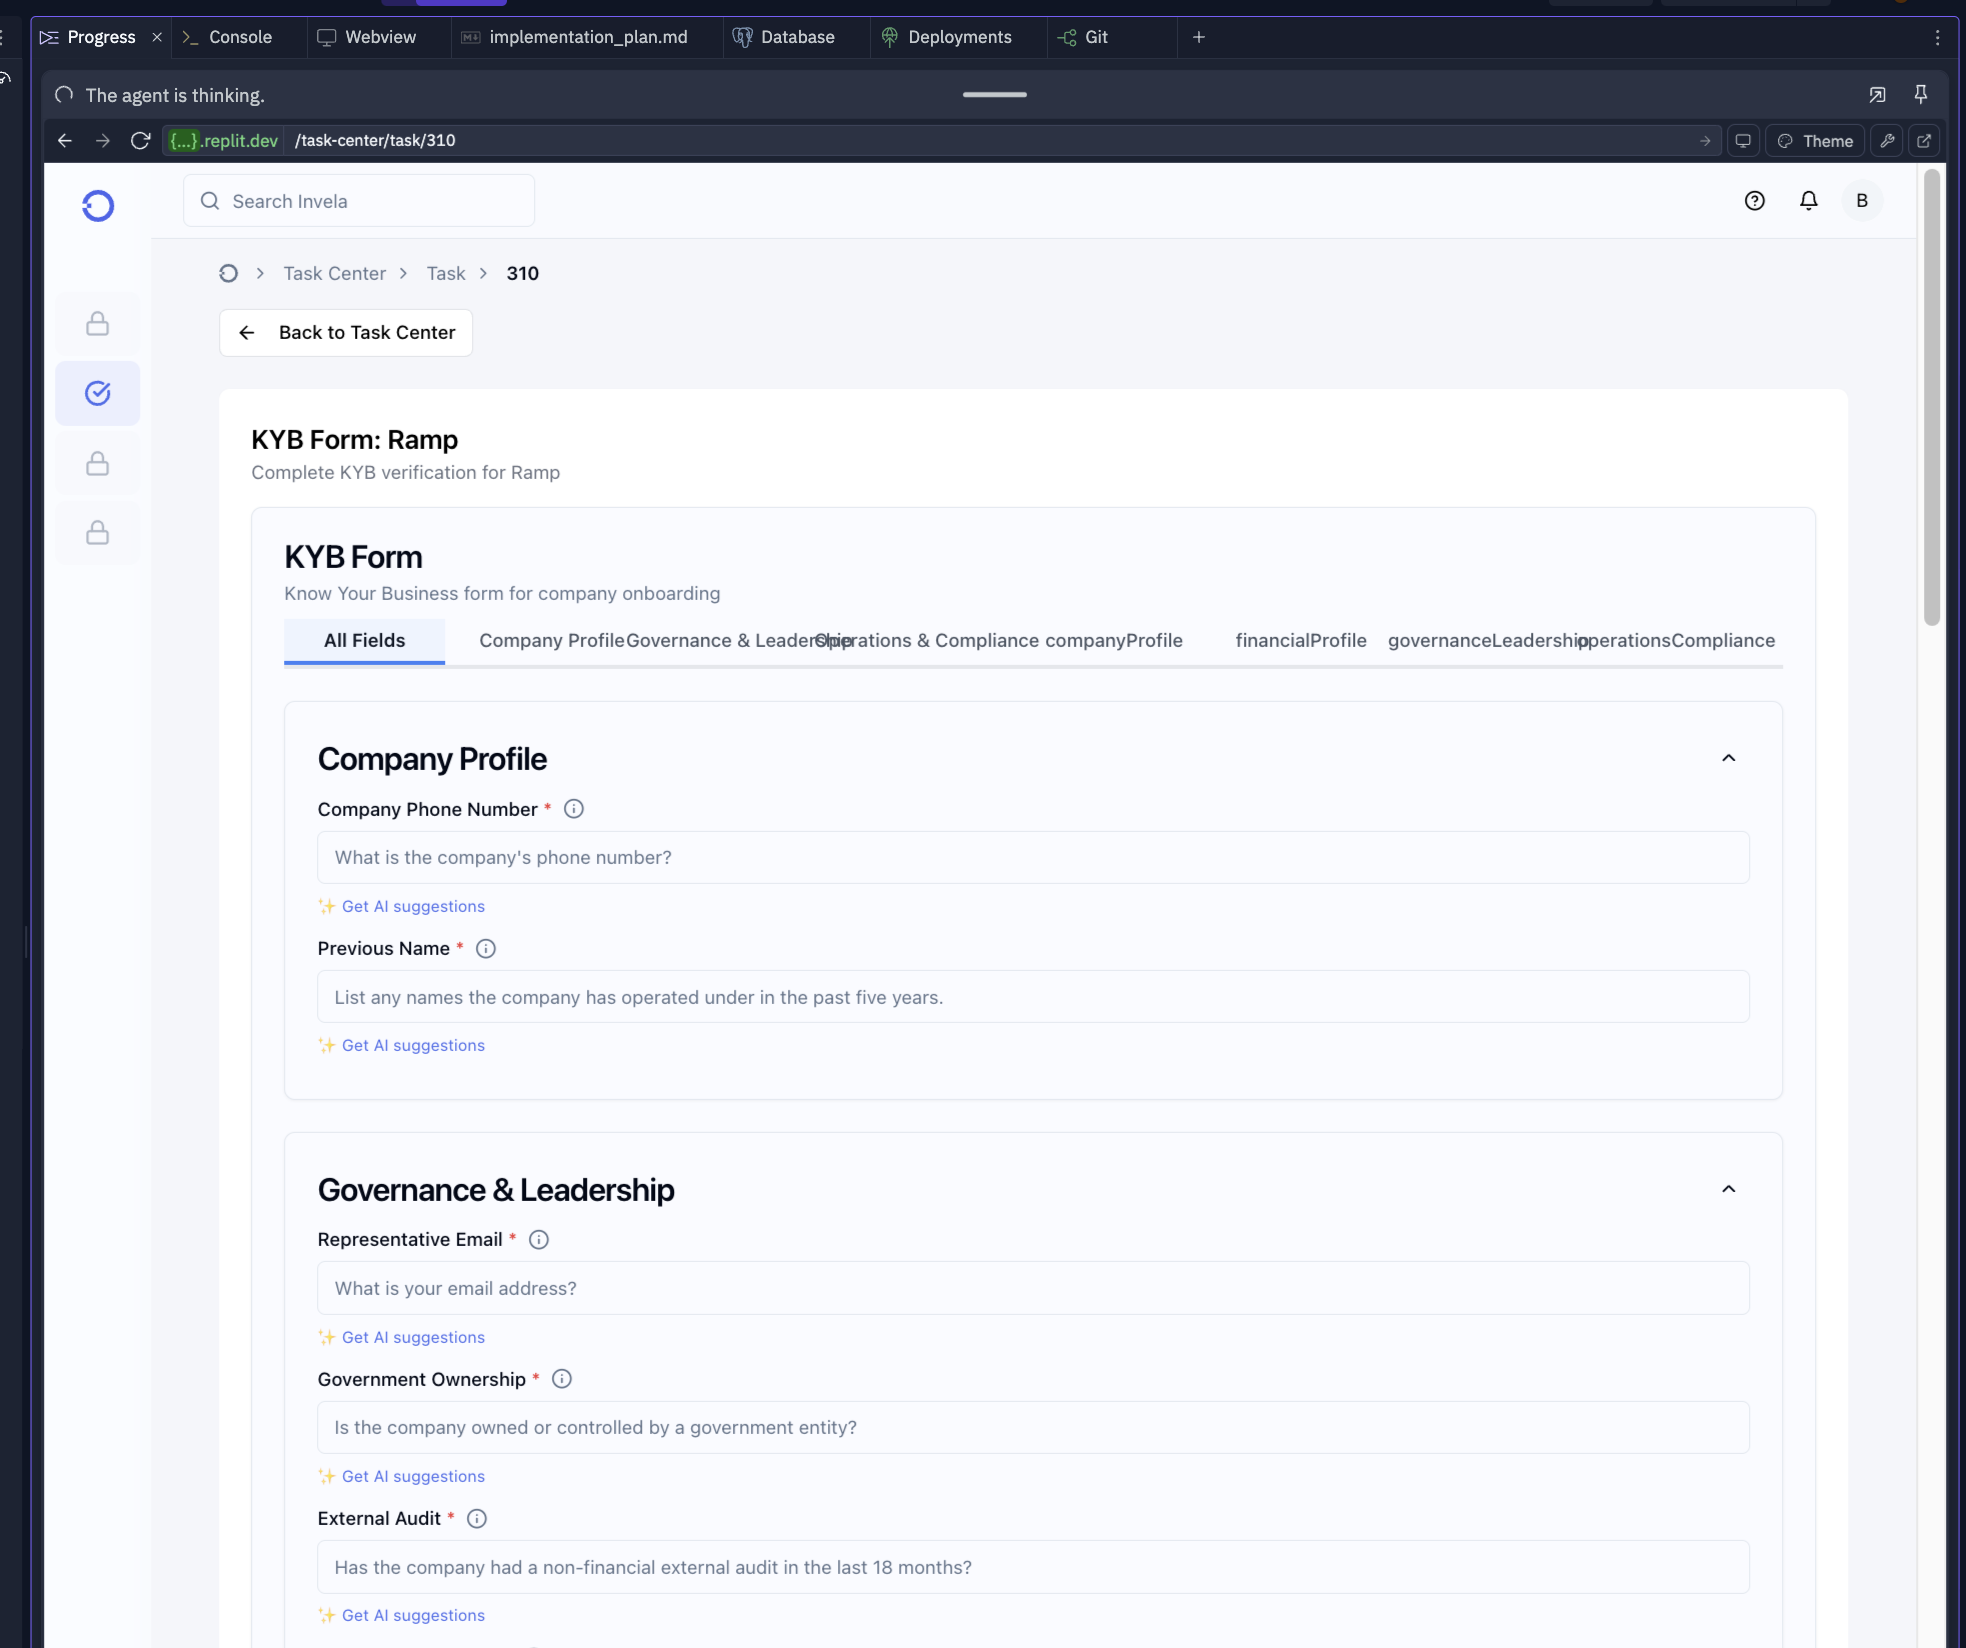 Progress
Console
Webview
implementation_plan.md
Database
Deployments
Git
The agent is thinking.
{...}.replit.dev
/task-center/task/310
Theme
Search Invela
B
Task Center
Task
310
Back to Task Center
KYB Form: Ramp
Complete KYB verification for Ramp
KYB Form
Know Your Business form for company onboarding
All Fields
Company Profile
Governance & Leadership
Operations & Compliance
companyProfile
financialProfile
governanceLeadership
operationsCompliance
Company Profile
Company Phone Number *
What is the company's phone number?
✨ Get AI suggestions
Previous Name *
List any names the company has operated under in the past five years.
✨ Get AI suggestions
Governance & Leadership
Representative Email *
What is your email address?
✨ Get AI suggestions
Government Ownership *
Is the company owned or controlled by a government entity?
✨ Get AI suggestions
External Audit *
Has the company had a non-financial external audit in the last 18 months?
✨ Get AI suggestions